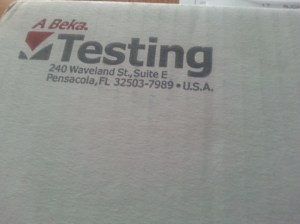 A Beka.
Testing
240 Waveland St., Suite E
Pensacola, FL 32503-7989 • U.S.A.